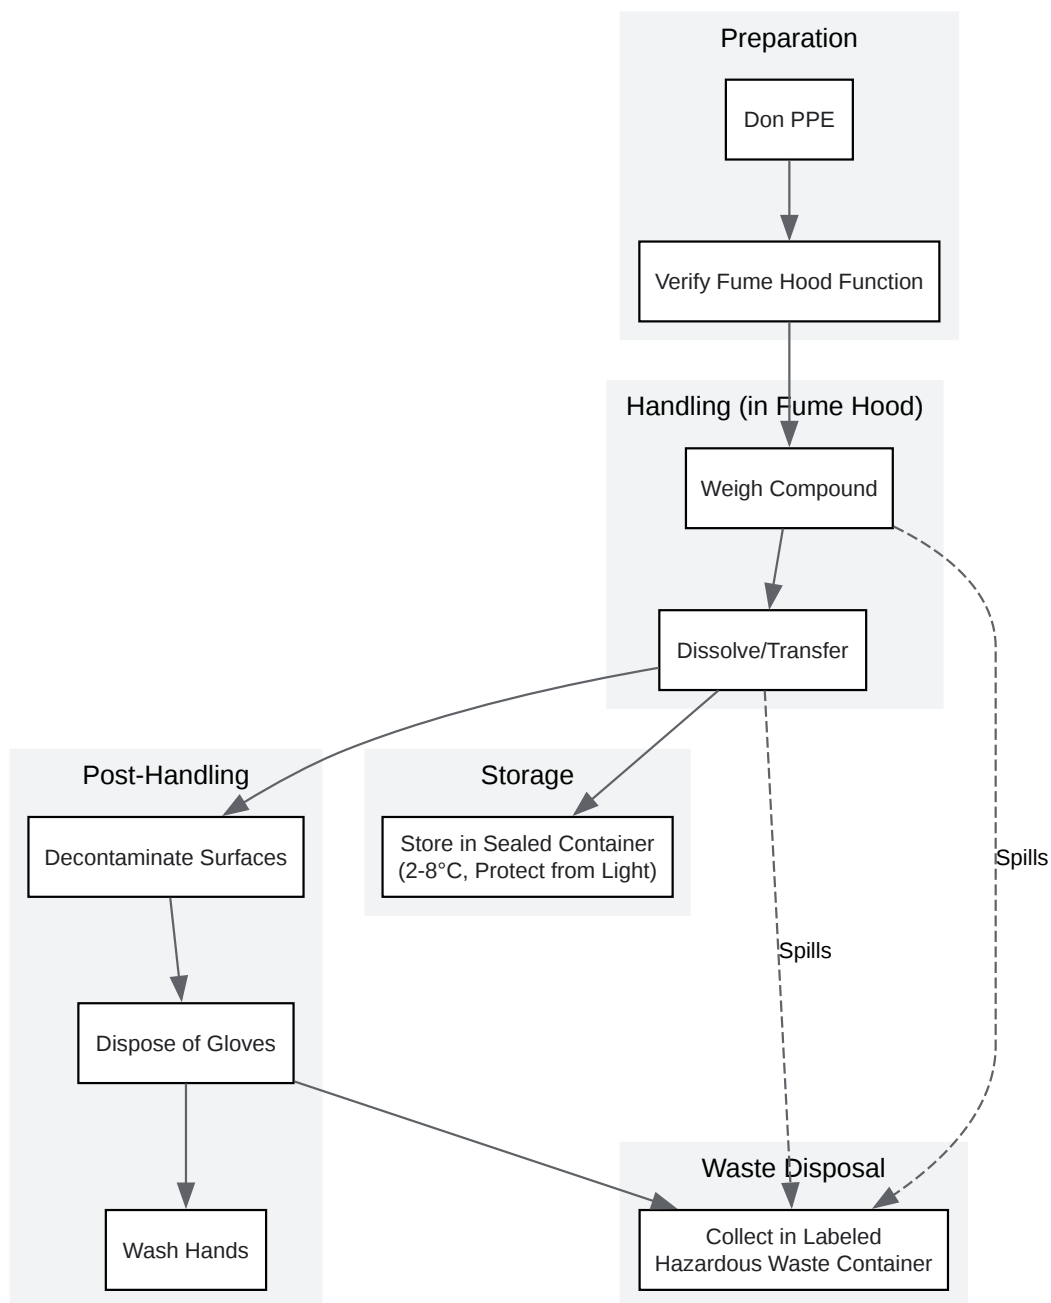 Preparation
Don PPE
Verify Fume Hood Function
Handling (in Fume Hood)
Weigh Compound
Dissolve/Transfer
Post-Handling
Decontaminate Surfaces
Dispose of Gloves
Wash Hands
Storage
Store in Sealed Container
(2-8°C, Protect from Light)
Spills
Spills
Waste Disposal
Collect in Labeled
Hazardous Waste Container